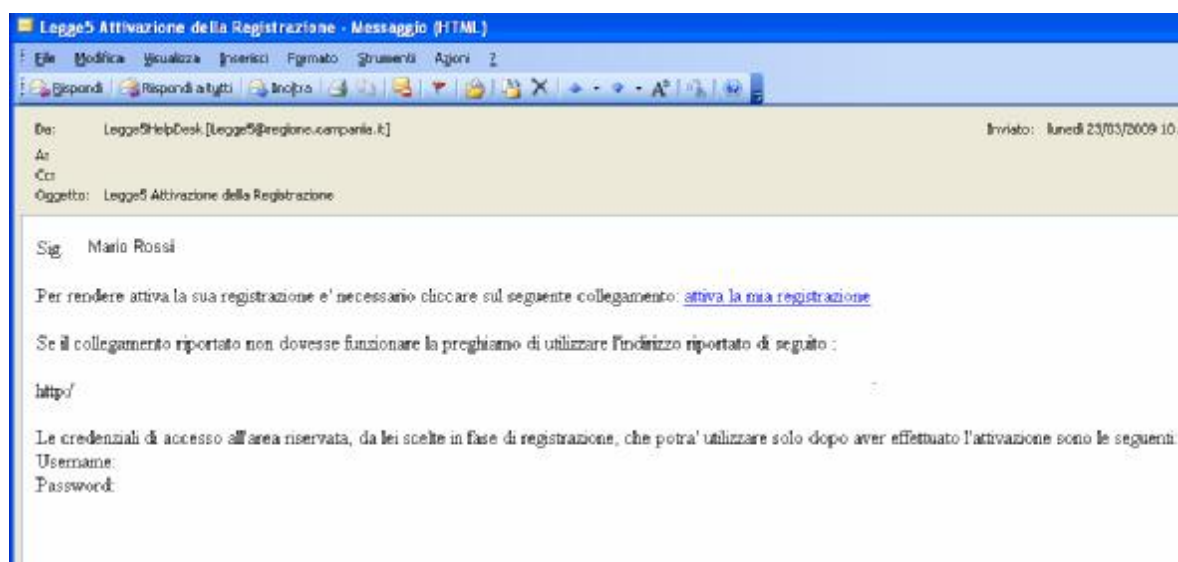 Legge5 Attivazione della Registrazione - Messaggio (HTML)
File Modifica Visualizza Inserisci Formato Strumenti Azioni ?
Rispondi Rispondi a tutti Inoltra
Da: Legge5HelpDesk [Legge5@regione.campania.it] Inviato: lunedì 23/03/2009 10.
A:
Cc:
Oggetto: Legge5 Attivazione della Registrazione
Sig. Mario Rossi
Per rendere attiva la sua registrazione e' necessario cliccare sul seguente collegamento: attiva la mia registrazione
Se il collegamento riportato non dovesse funzionare la preghiamo di utilizzare l'indirizzo riportato di seguito :
http:/
Le credenziali di accesso all'area riservata, da lei scelte in fase di registrazione, che potra' utilizzare solo dopo aver effettuato l'attivazione sono le seguenti:
Username:
Password: